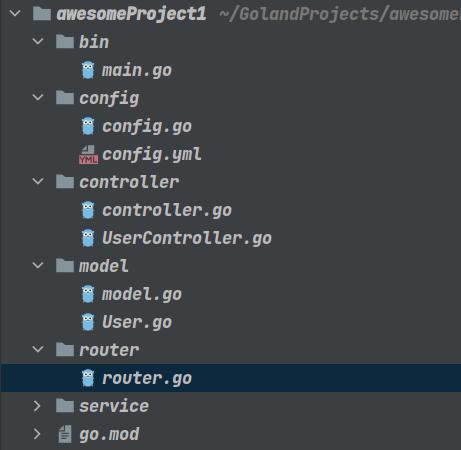 awesomeProject1 ~/GolandProjects/awesome
bin
main.go
config
config.go
YML config.yml
controller
controller.go
UserController.go
model
model.go
User.go
router
router.go
service
go.mod